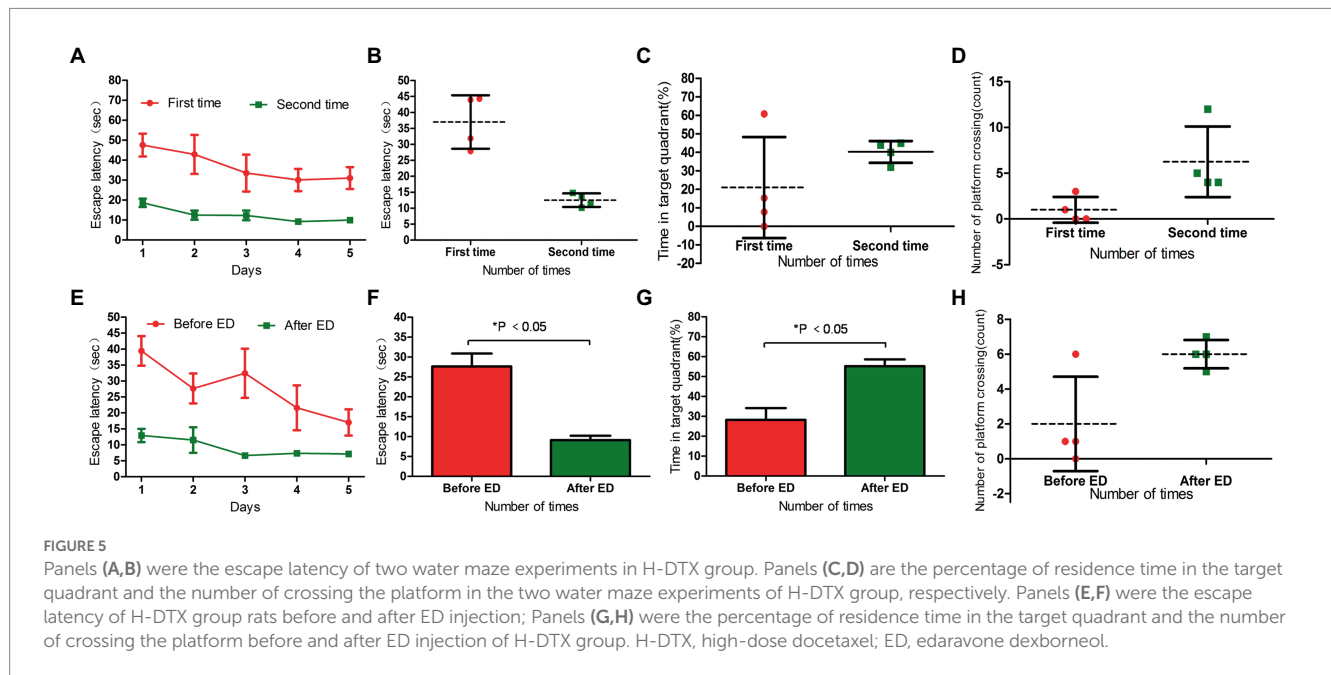 A
Escape latency (sec)
80
70
60
50
40
30
20
10
0
First time
Second time
1 2 3 4 5
Days
B
Escape latency (sec)
50
45
40
35
30
25
20
15
10
5
0
First time Second time
Number of times
C
Time in target quadrant(%)
80
70
60
50
40
30
20
10
0
-10
-20
First time Second time
Number of times
D
Number of platform crossing(count)
15
10
5
0
-5
First time Second time
Number of times
E
Escape latency (sec)
50
45
40
35
30
25
20
15
10
5
0
Before ED
After ED
1 2 3 4 5
Days
F
Escape latency (sec)
40
35
30
25
20
15
10
5
0
*P < 0.05
Before ED After ED
Number of times
G
Time in target quadrant(%)
80
70
60
50
40
30
20
10
0
*P < 0.05
Before ED After ED
Number of times
H
Number of platform crossing(count)
8
6
4
2
0
-2
Before ED After ED
Number of times
FIGURE 5
Panels (A,B) were the escape latency of two water maze experiments in H-DTX group. Panels (C,D) are the percentage of residence time in the target
quadrant and the number of crossing the platform in the two water maze experiments of H-DTX group, respectively. Panels (E,F) were the escape
latency of H-DTX group rats before and after ED injection; Panels (G,H) were the percentage of residence time in the target quadrant and the number
of crossing the platform before and after ED injection of H-DTX group. H-DTX, high-dose docetaxel; ED, edaravone dexborneol.